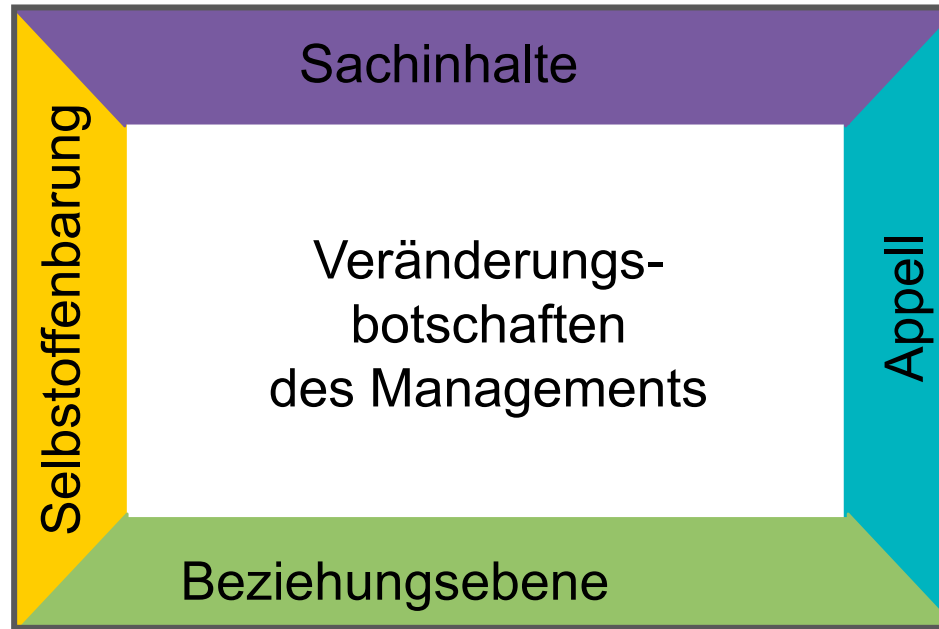 Sachinhalte
Selbstoffenbarung
Veränderungs-
botschaften
des Managements
Appell
Beziehungsebene